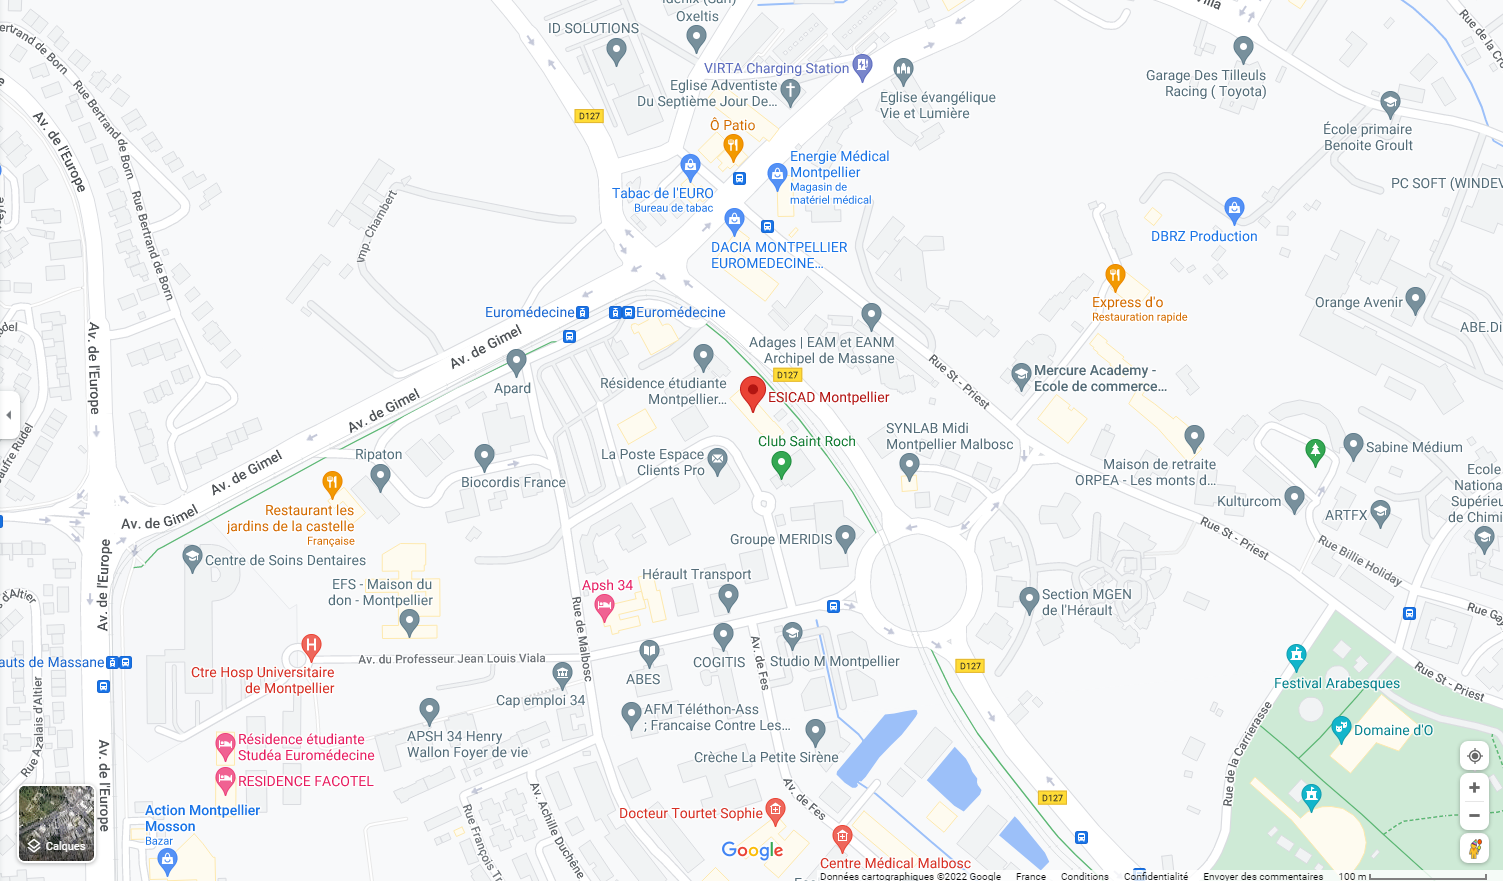 Idenix (Sarl)
Oxeltis
Villa
ID SOLUTIONS
Rue de la
Bertrand de Born
Rue Bertrand de Born
Rue Bertrand de Born
VIRTA Charging Station
Eglise Adventiste
Du Septième Jour De...
Eglise évangélique
Vie et Lumière
Garage Des Tilleuls
Racing ( Toyota)
École primaire
Benoite Groult
D127
Ô Patio
Av. de l'Europe
Energie Médical
Montpellier
Magasin de
matériel médical
Tabac de l'EURO
Bureau de tabac
PC SOFT (WINDEV
DACIA MONTPELLIER
EUROMEDECINE...
DBRZ Production
Imp. Chambert
Express d'o
Restauration rapide
Orange Avenir
ABE.Di
Euromédecine
Euromédecine
Av. de Gimel
Av. de l'Europe
Adages | EAM et EANM
Archipel de Massane
Rue St - Priest
D127
Mercure Academy -
Ecole de commerce...
Apard
Résidence étudiante
Montpellier...
ESICAD Montpellier
Av. de Gimel
Club Saint Roch
SYNLAB Midi
Montpellier Malbosc
Sabine Médium
Ripaton
Av. de Gimel
Biocordis France
La Poste Espace
Clients Pro
Maison de retraite
ORPEA - Les monts d...
Kulturcom
ARTFX
Ecole
Nationa
Supérieu
de Chimi
Restaurant les
jardins de la castelle
Française
Av. de Gimel
Rue St - Priest
Groupe MERIDIS
Rue Billie Holiday
Centre de Soins Dentaires
Av. de l'Europe
EFS - Maison du
don - Montpellier
Apsh 34
Hérault Transport
Section MGEN
de l'Hérault
Rue Ga
Rue de Malbosc
auts de Massane
Ctre Hosp Universitaire
de Montpellier
Av. du Professeur Jean Louis Viala
ABES
COGITIS
Av. de Fes
Studio M Montpellier
D127
Rue St - Priest
Festival Arabesques
Cap emploi 34
Rue Azalaïs d'Altier
APSH 34 Henry
Wallon Foyer de vie
AFM Téléthon-Ass
; Francaise Contre Les...
Crèche La Petite Sirène
Domaine d'O
Rue de la Carrierasse
Résidence étudiante
Studéa Euromédecine
RESIDENCE FACOTEL
Av. de l'Europe
Av. Achille Duchêne
Rue François
Av. de Fes
D127
Action Montpellier
Mosson
Bazar
Docteur Tourtet Sophie
Centre Médical Malbosc
Calques
Google
Données cartographiques ©2022 Google
France
Conditions
Confidentialité
Envoyer des commentaires
100 m